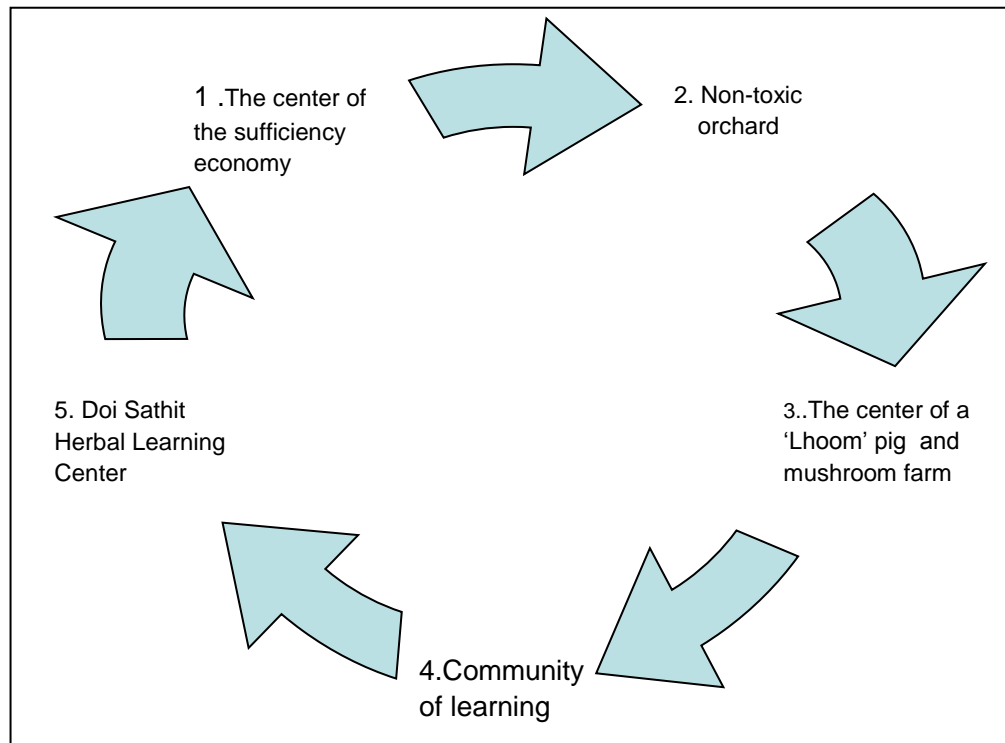 1 .The center of
the sufficiency
economy
2. Non-toxic
orchard
3..The center of a
‘Lhoom’ pig and
mushroom farm
4.Community
of learning
5. Doi Sathit
Herbal Learning
Center